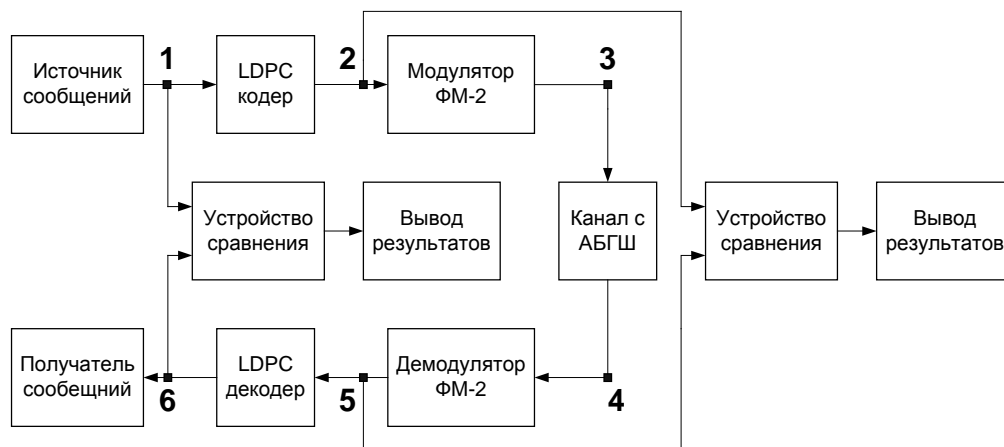 1
2
3
Источник
сообщений
LDPC
кодер
Модулятор
ФМ-2
Устройство
сравнения
Вывод
результатов
Канал с
АБГШ
Устройство
сравнения
Вывод
результатов
Получатель
сообещний
LDPC
декодер
Демодулятор
ФМ-2
6
5
4